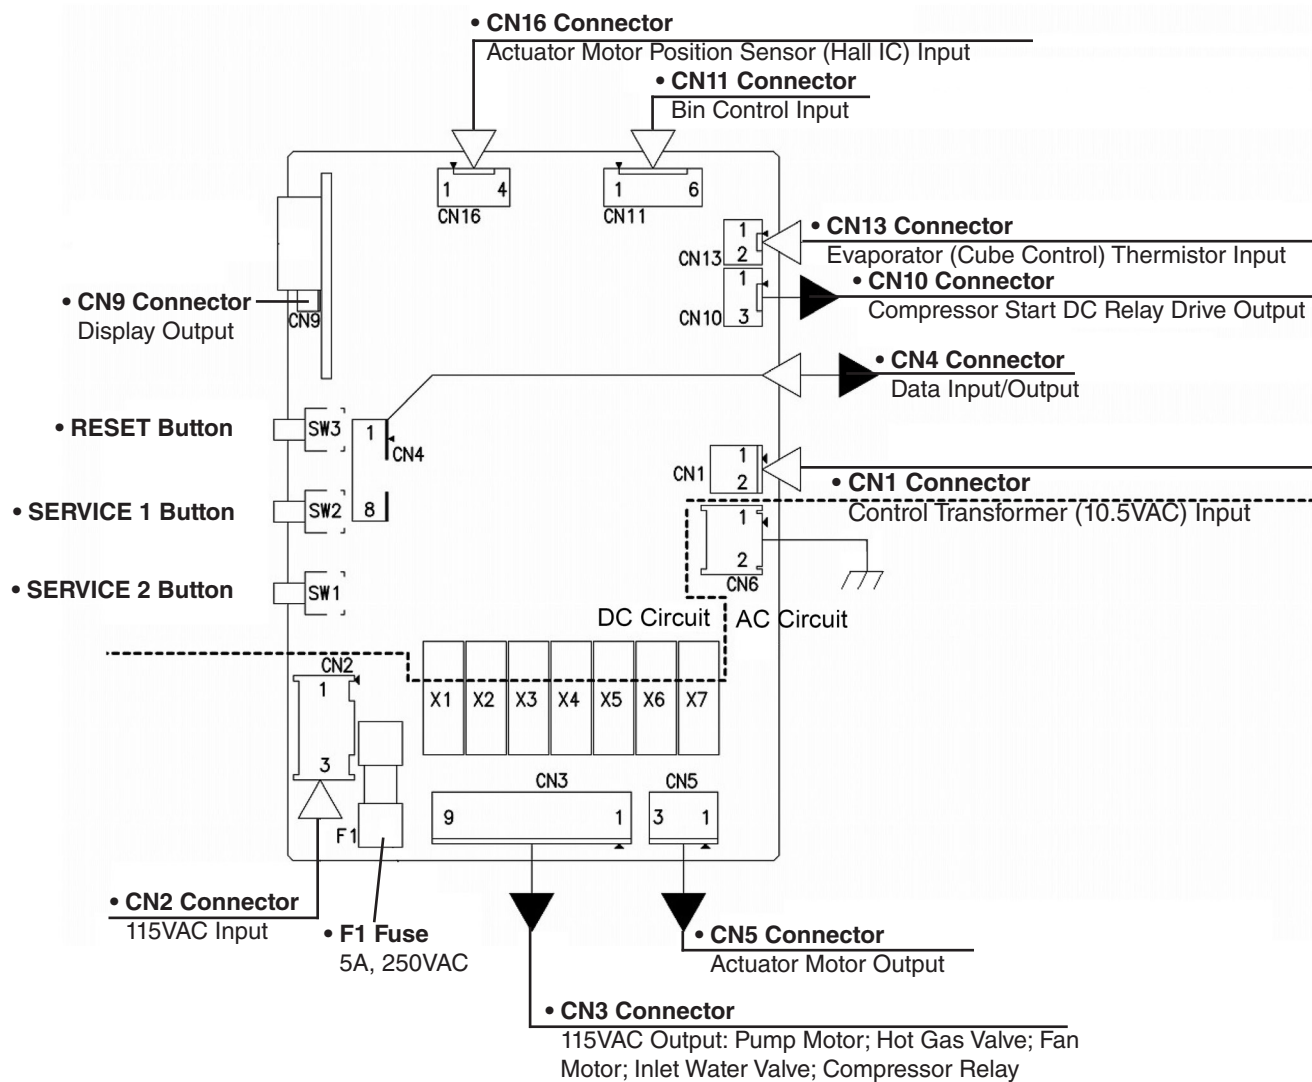 • CN16 Connector
Actuator Motor Position Sensor (Hall IC) Input
• CN11 Connector
Bin Control Input
1 4
CN16
1 6
CN11
1
2
CN13
• CN13 Connector
Evaporator (Cube Control) Thermistor Input
1
3
CN10
• CN10 Connector
Compressor Start DC Relay Drive Output
• CN9 Connector
Display Output
CN9
• CN4 Connector
Data Input/Output
• RESET Button
SW3
1
CN4
8
• SERVICE 1 Button
SW2
CN1
1
2
• CN1 Connector
Control Transformer (10.5VAC) Input
1
2
CN6
• SERVICE 2 Button
SW1
DC Circuit
AC Circuit
CN2
1
3
X1 X2 X3 X4 X5 X6 X7
F1
CN3
9 1
CN5
3 1
• CN2 Connector
115VAC Input
• F1 Fuse
5A, 250VAC
• CN5 Connector
Actuator Motor Output
• CN3 Connector
115VAC Output: Pump Motor; Hot Gas Valve; Fan
Motor; Inlet Water Valve; Compressor Relay